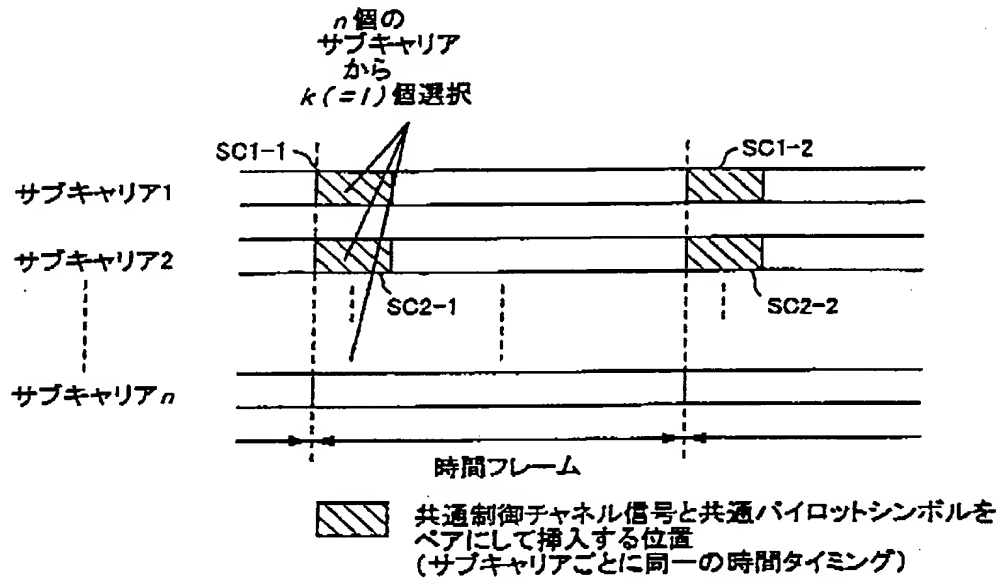 n個の
サブキャリア
から
k(=1)個選択
SC1-1
SC1-2
サブキャリア1
サブキャリア2
SC2-1
SC2-2
サブキャリアn
時間フレーム
共通制御チャネル信号と共通パイロットシンボルを
ペアにして挿入する位置
(サブキャリアごとに同一の時間タイミング)